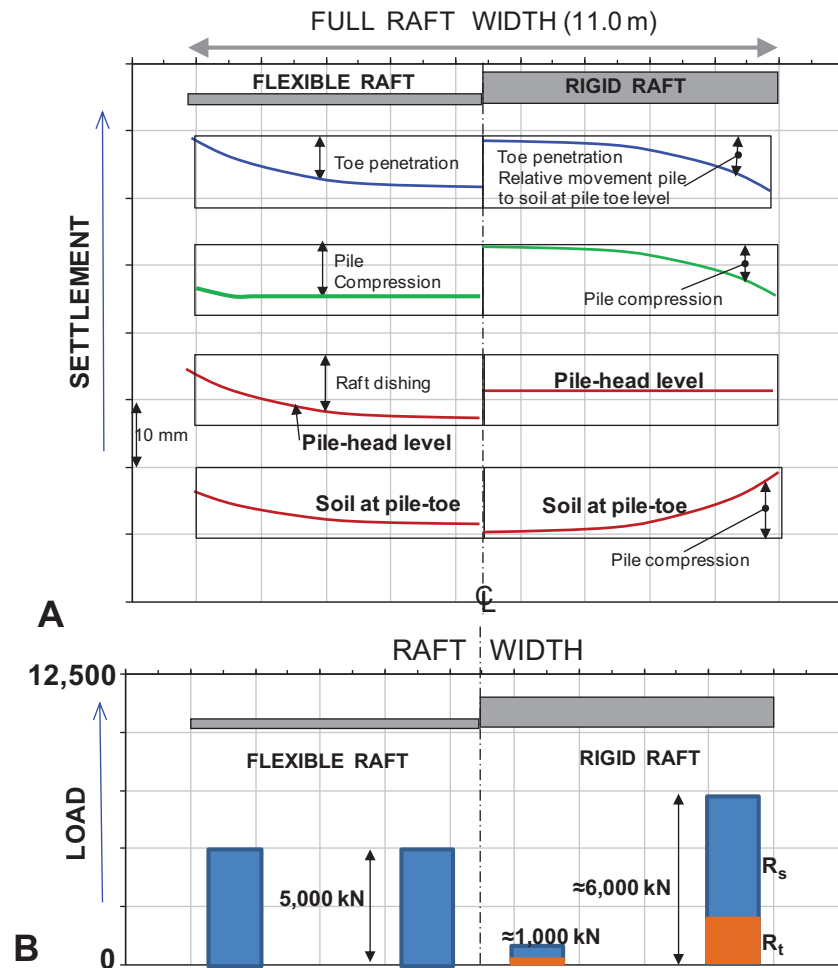 FULL RAFT WIDTH (11.0 m)
FLEXIBLE RAFT
RIGID RAFT
Toe penetration
Toe penetration
Relative movement pile
to soil at pile toe level
Pile
Compression
Pile compression
SETTLEMENT
Raft dishing
Pile-head level
Pile-head level
10 mm
Soil at pile-toe
Soil at pile-toe
Pile compression
CL
A
RAFT WIDTH
12,500
FLEXIBLE RAFT
RIGID RAFT
LOAD
5,000 kN
≈6,000 kN
Rs
≈1,000 kN
Rt
B
0